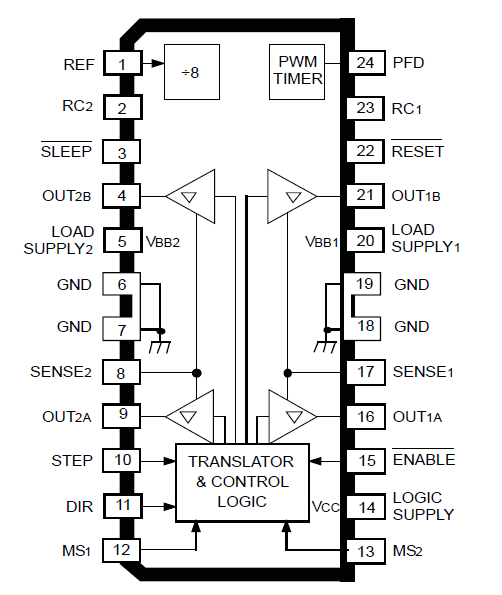 REF 1 ÷8 PWM TIMER 24 PFD
RC2 2 23 RC1
SLEEP 3 22 RESET
OUT2B 4 21 OUT1B
LOAD SUPPLY2 5 VBB2 VBB1 20 LOAD SUPPLY1
GND 6 19 GND
GND 7 18 GND
SENSE2 8 17 SENSE1
OUT2A 9 16 OUT1A
STEP 10 15 ENABLE
TRANSLATOR
& CONTROL
LOGIC
DIR 11 VCC 14 LOGIC SUPPLY
MS1 12 13 MS2